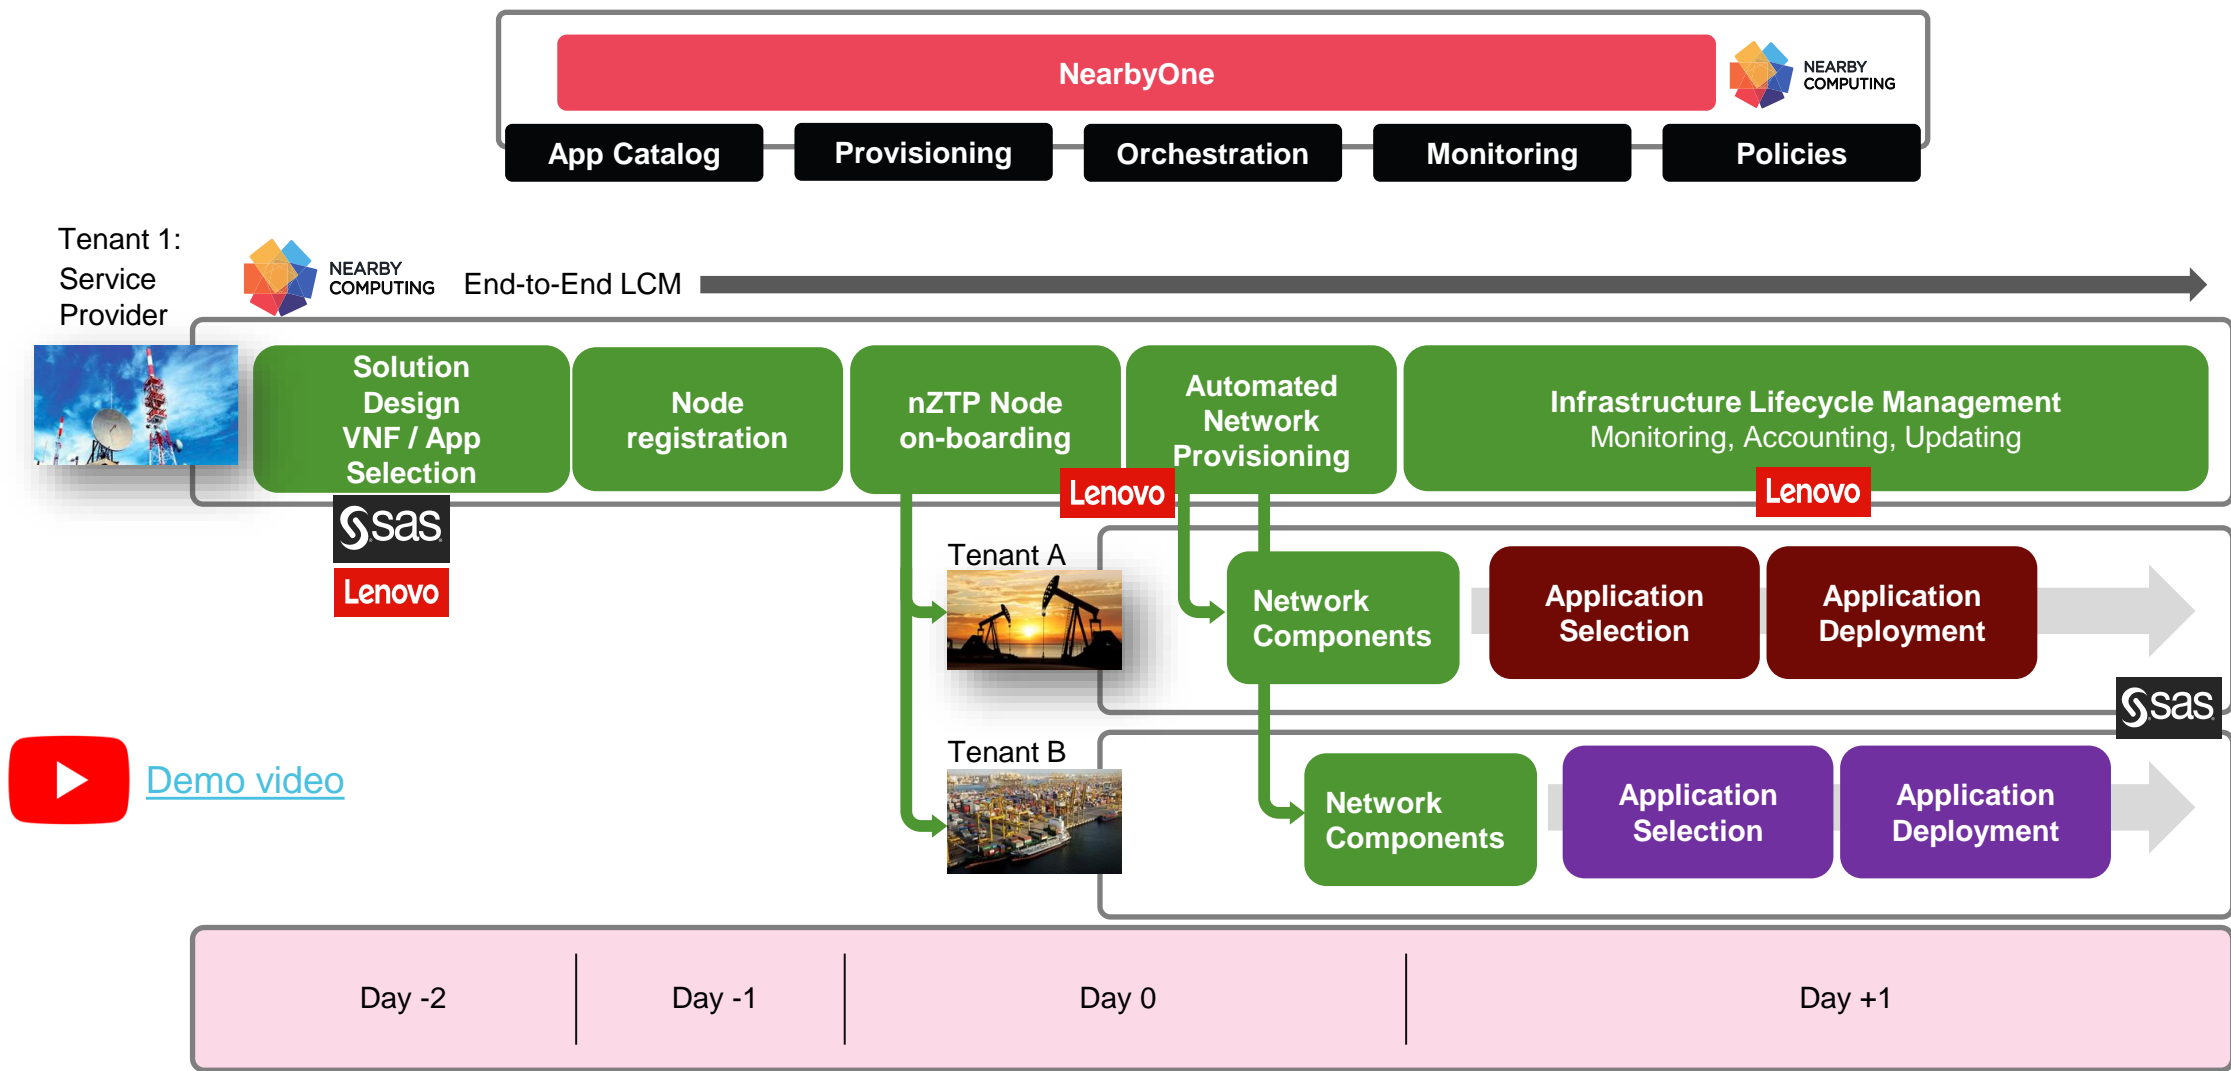 NearbyOne
NEARBY
COMPUTING
App Catalog
Provisioning
Orchestration
Monitoring
Policies
Tenant 1:
Service
Provider
NEARBY
COMPUTING
End-to-End LCM
Solution
Design
VNF / App
Selection
Node
registration
nZTP Node
on-boarding
Automated
Network
Provisioning
Infrastructure Lifecycle Management
Monitoring, Accounting, Updating
Lenovo
Lenovo
sas
Lenovo
Tenant A
Network
Components
Application
Selection
Application
Deployment
sas
Tenant B
Network
Components
Application
Selection
Application
Deployment
Demo video
Day -2
Day -1
Day 0
Day +1